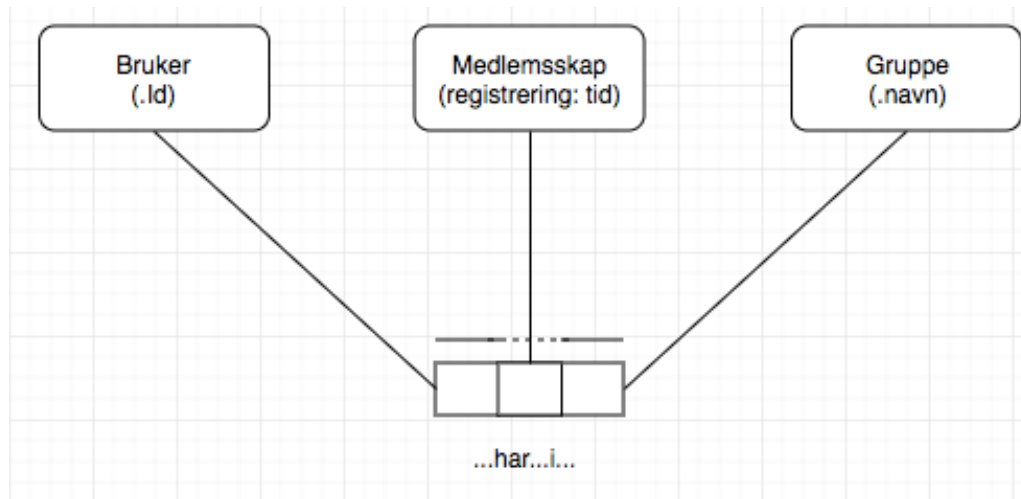 Bruker
(.Id)
Medlemsskap
(registrering: tid)
Gruppe
(.navn)
...har...i...